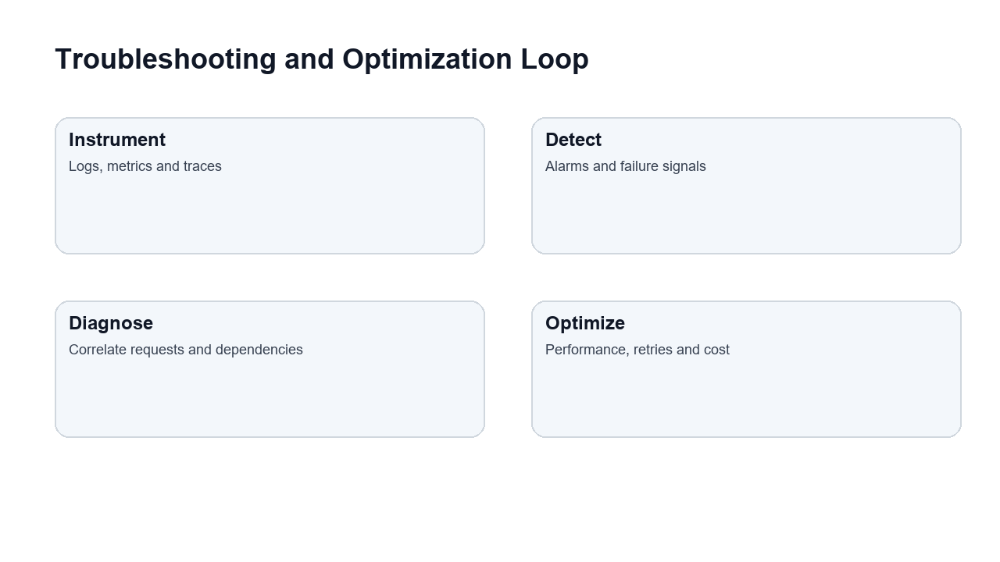 Troubleshooting and Optimization Loop
Instrument
Logs, metrics and traces
Detect
Alarms and failure signals
Diagnose
Correlate requests and dependencies
Optimize
Performance, retries and cost